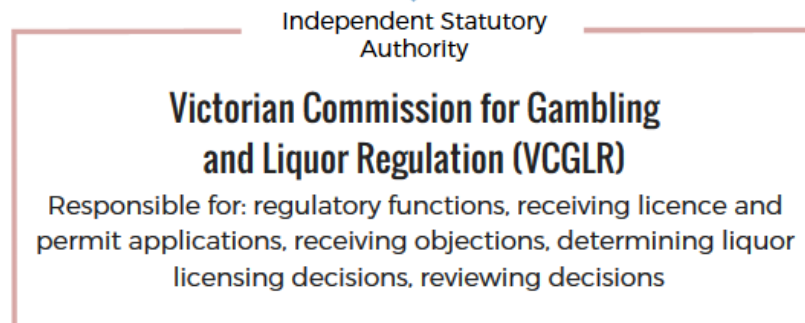 Independent Statutory
Authority
Victorian Commission for Gambling
and Liquor Regulation (VCGLR)
Responsible for: regulatory functions, receiving licence and
permit applications, receiving objections, determining liquor
licensing decisions, reviewing decisions